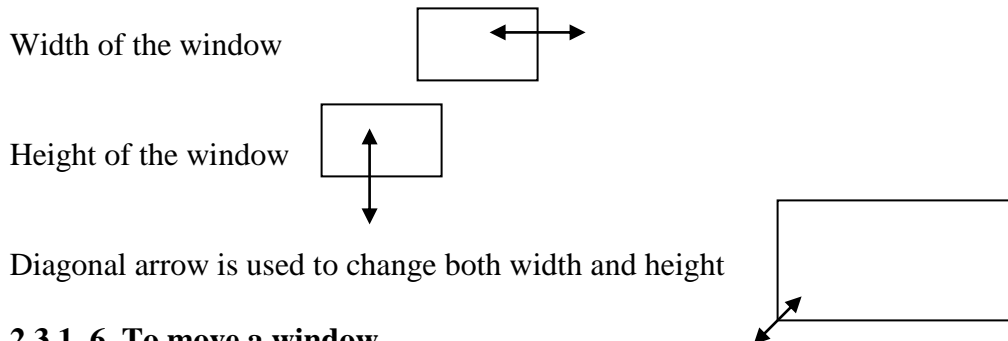 Width of the window
Height of the window
Diagonal arrow is used to change both width and height
2.3.1. 6. To move a window